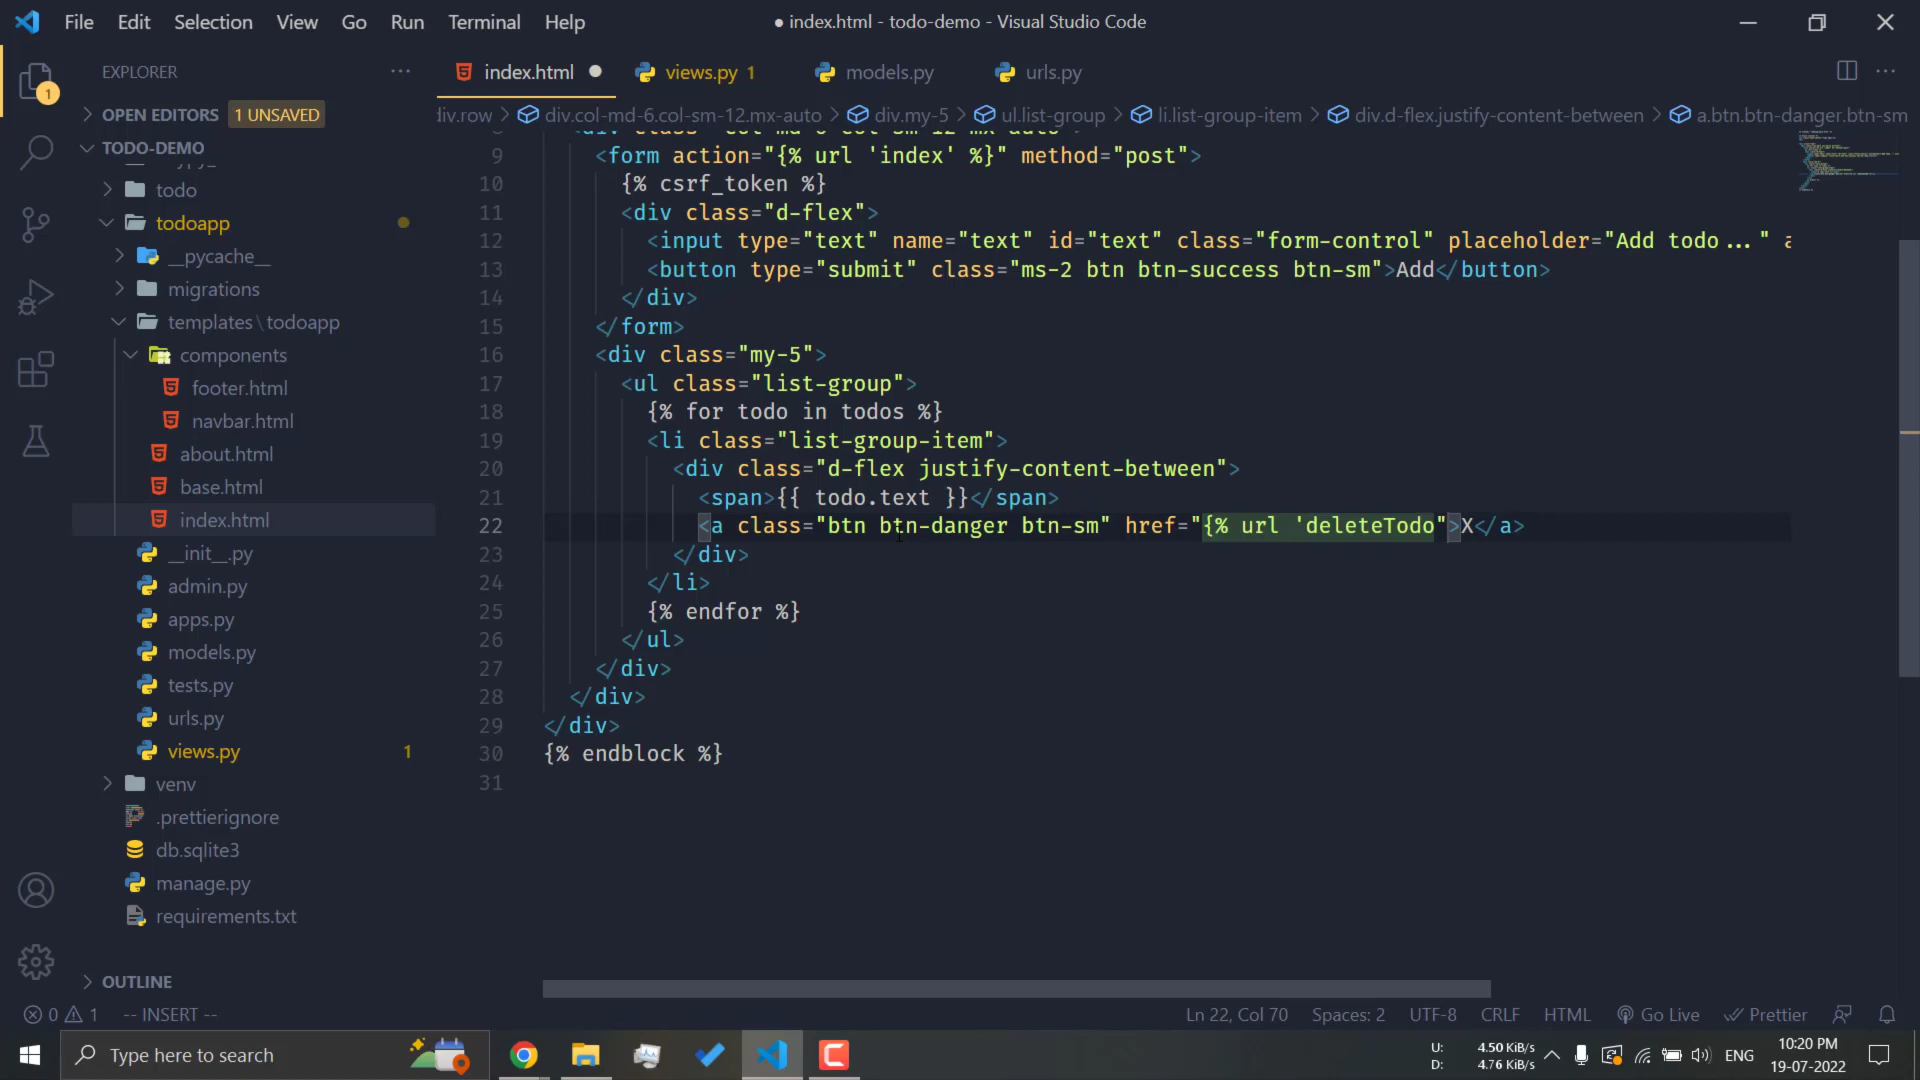 File Edit Selection View Go Run Terminal Help
● index.html - todo-demo - Visual Studio Code
EXPLORER
index.html
views.py 1
models.py
urls.py
OPEN EDITORS 1 UNSAVED
div.row > div.col-md-6.col-sm-12.mx-auto > div.my-5 > ul.list-group > li.list-group-item > div.d-flex.justify-content-between > a.btn.btn-danger.btn-sm
TODO-DEMO
todo
todoapp
__pycache__
migrations
templates\todoapp
components
footer.html
navbar.html
about.html
base.html
index.html
__init__.py
admin.py
apps.py
models.py
tests.py
urls.py
views.py 1
venv
.prettierignore
db.sqlite3
manage.py
requirements.txt
OUTLINE
9 <form action="{% url 'index' %}" method="post">
10 {% csrf_token %}
11 <div class="d-flex">
12 <input type="text" name="text" id="text" class="form-control" placeholder="Add todo..." a
13 <button type="submit" class="ms-2 btn btn-success btn-sm">Add</button>
14 </div>
15 </form>
16 <div class="my-5">
17 <ul class="list-group">
18 {% for todo in todos %}
19 <li class="list-group-item">
20 <div class="d-flex justify-content-between">
21 <span>{{ todo.text }}</span>
22 <a class="btn btn-danger btn-sm" href="{% url 'deleteTodo">X</a>
23 </div>
24 </li>
25 {% endfor %}
26 </ul>
27 </div>
28 </div>
29 </div>
30 {% endblock %}
31
0 1 -- INSERT --
Ln 22, Col 70 Spaces: 2 UTF-8 CRLF HTML Go Live Prettier
Type here to search
U: 4.50 KiB/s
D: 4.76 KiB/s
ENG
10:20 PM
19-07-2022